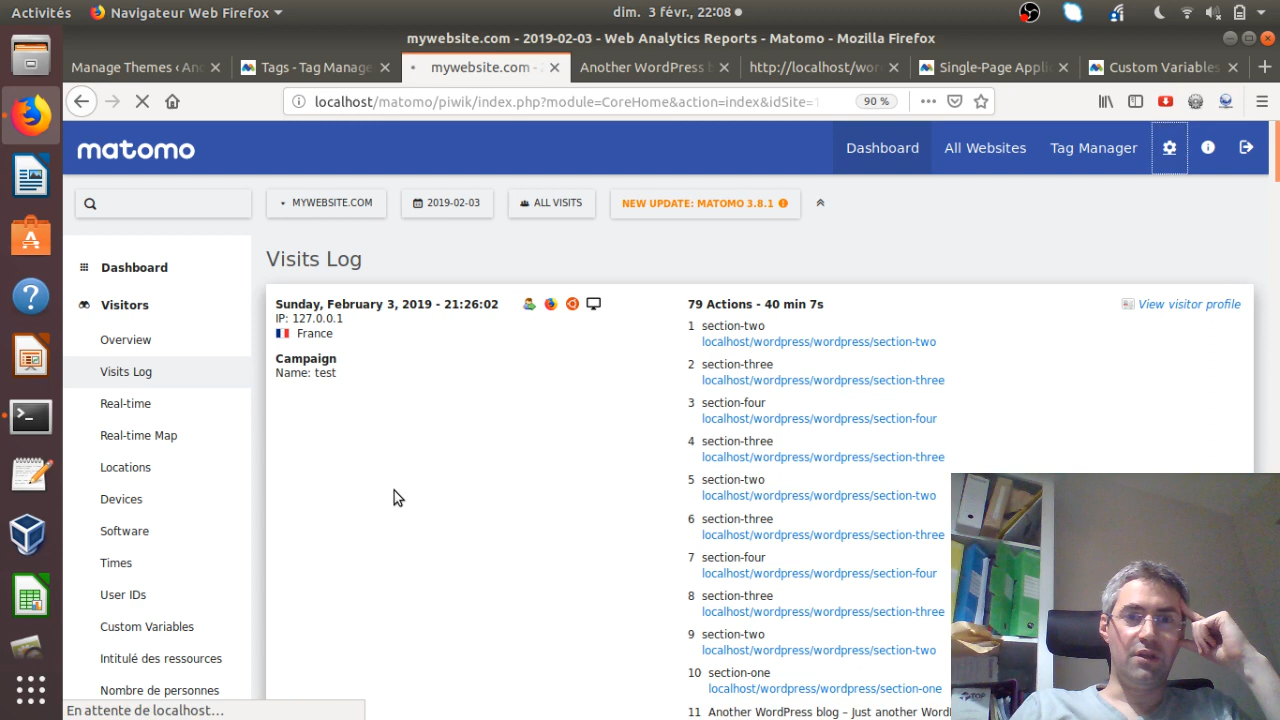 Activités
Navigateur Web Firefox
dim. 3 févr., 22:08
mywebsite.com - 2019-02-03 - Web Analytics Reports - Matomo - Mozilla Firefox
Manage Themes ‹ An
Tags - Tag Manage
mywebsite.com -
Another WordPress b
http://localhost/wor
Single-Page Appli
Custom Variables
localhost/matomo/piwik/index.php?module=CoreHome&action=index&idSite=
90 %
matomo
Dashboard
All Websites
Tag Manager
MYWEBSITE.COM
2019-02-03
ALL VISITS
NEW UPDATE: MATOMO 3.8.1
Dashboard
Visitors
Overview
Visits Log
Real-time
Real-time Map
Locations
Devices
Software
Times
User IDs
Custom Variables
Intitulé des ressources
Nombre de personnes
En attente de localhost…
Visits Log
Sunday, February 3, 2019 - 21:26:02
IP: 127.0.0.1
France
Campaign
Name: test
79 Actions - 40 min 7s
View visitor profile
1 section-two
localhost/wordpress/wordpress/section-two
2 section-three
localhost/wordpress/wordpress/section-three
3 section-four
localhost/wordpress/wordpress/section-four
4 section-three
localhost/wordpress/wordpress/section-three
5 section-two
localhost/wordpress/wordpress/section-two
6 section-three
localhost/wordpress/wordpress/section-three
7 section-four
localhost/wordpress/wordpress/section-four
8 section-three
localhost/wordpress/wordpress/section-three
9 section-two
localhost/wordpress/wordpress/section-two
10 section-one
localhost/wordpress/wordpress/section-one
11 Another WordPress blog – Just another Word